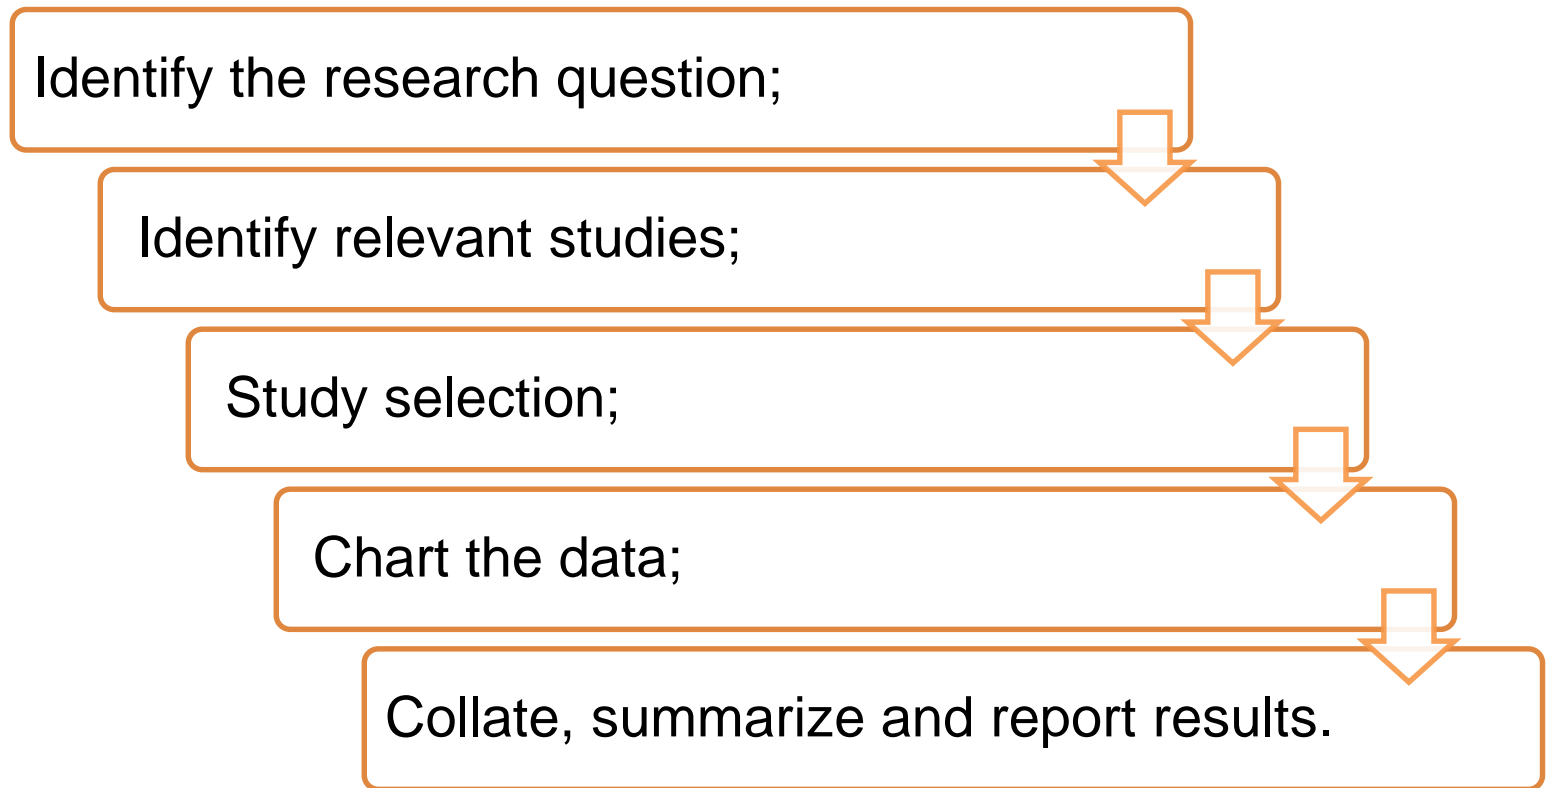 Identify the research question;
Identify relevant studies;
Study selection;
Chart the data;
Collate, summarize and report results.